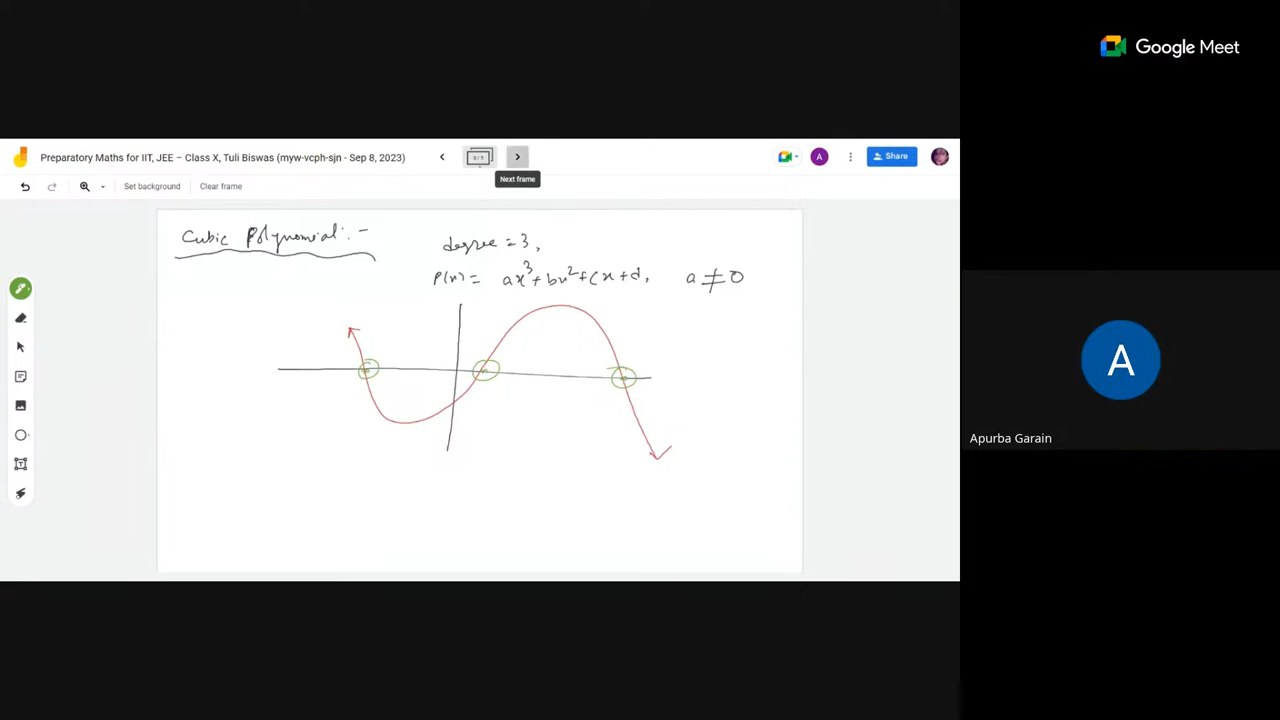 Google Meet
Preparatory Maths for IIT, JEE – Class X, Tuli Biswas (myw-vcph-sjn - Sep 8, 2023)
A
Share
Next frame
Set background
Clear frame
Cubic Polynomial :-
degree = 3,
P(x) = ax³ + bx² + cx + d, a ≠ 0
A
Apurba Garain